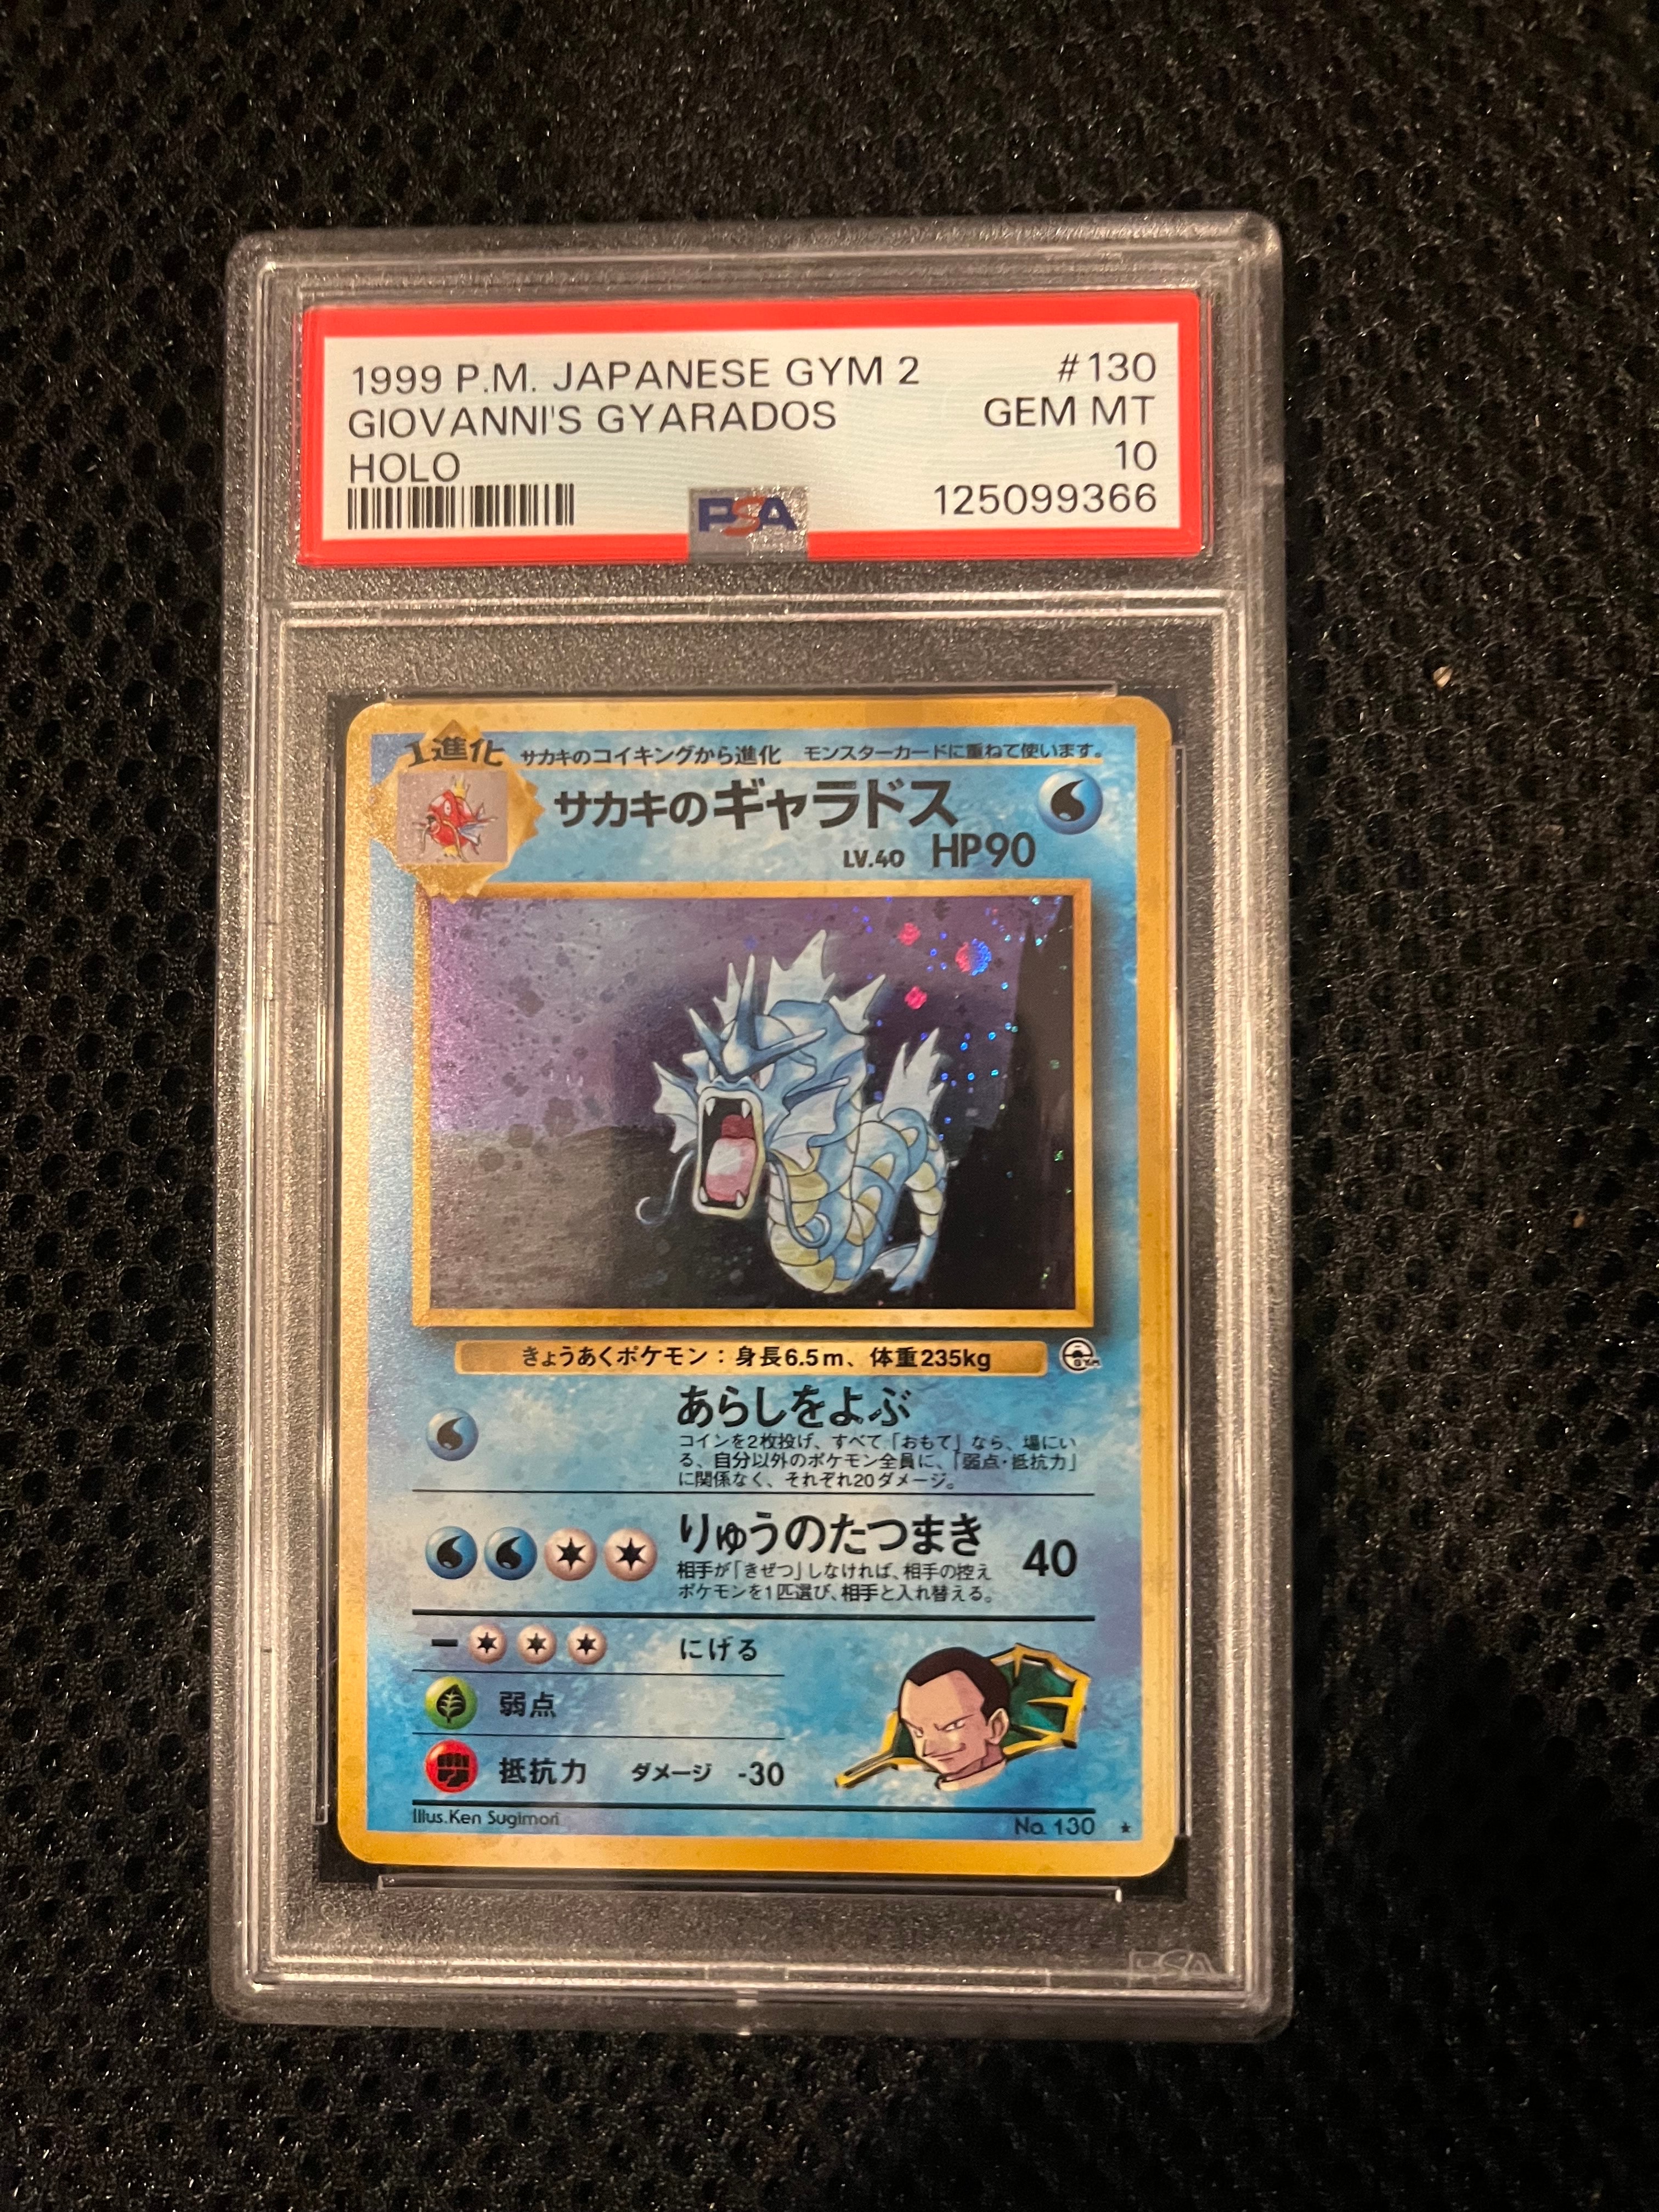 1999 P.M. JAPANESE GYM 2 #130
GIOVANNI'S GYARADOS GEM MT
HOLO 10
PSA 125099366
1進化 サカキのコイキングから進化 モンスターカードに重ねて使います。
サカキのギャラドス
LV.40 HP90
きょうあくポケモン：身長6.5m、体重235kg
GYM
あらしをよぶ
コインを2枚投げ、すべて「おもて」なら、場にい
る、自分以外のポケモン全員に、「弱点・抵抗力」
に関係なく、それぞれ20ダメージ。
りゅうのたつまき 40
相手が「きぜつ」しなければ、相手の控え
ポケモンを1匹選び、相手と入れ替える。
− にげる
弱点
抵抗力 ダメージ -30
Illus.Ken Sugimori No. 130 ★
PSA